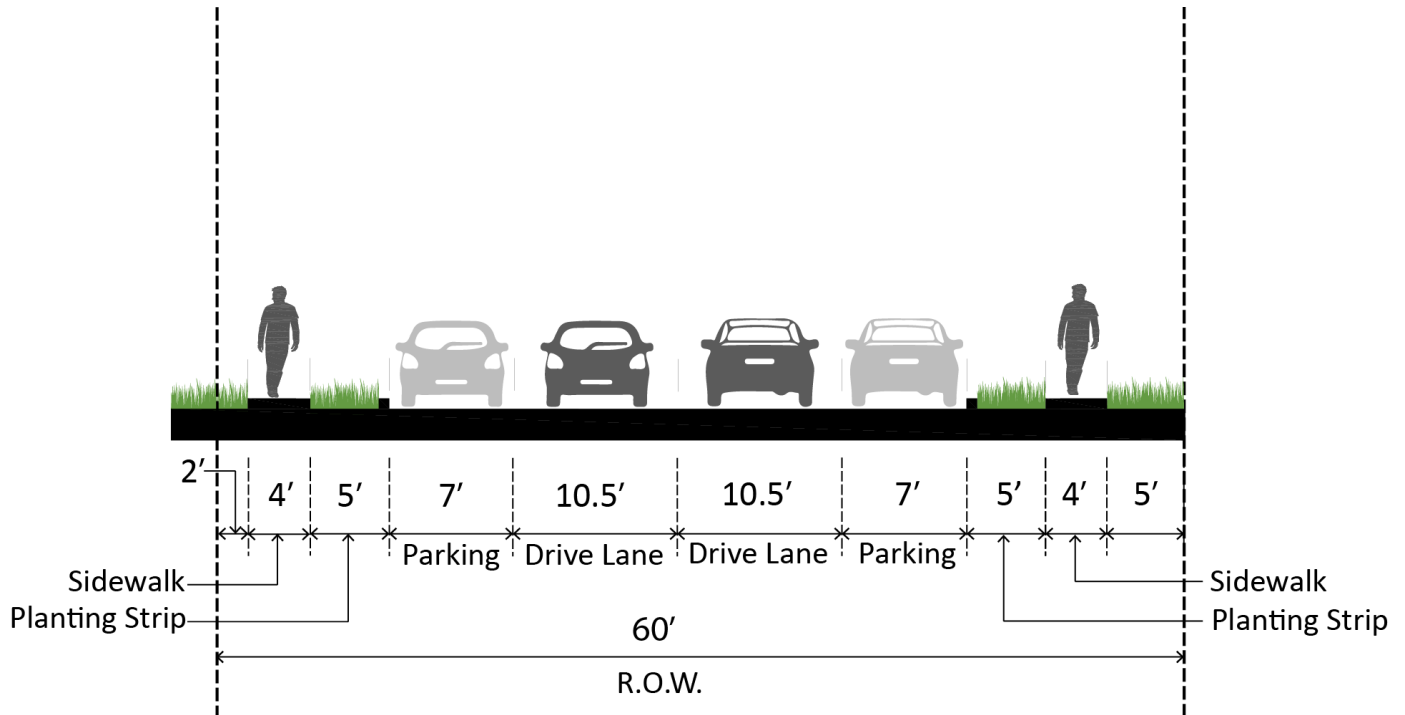 2′
4′ 5′ 7′ 10.5′ 10.5′ 7′ 5′ 4′ 5′
Parking Drive Lane Drive Lane Parking
Sidewalk Sidewalk
Planting Strip Planting Strip
60′
R.O.W.